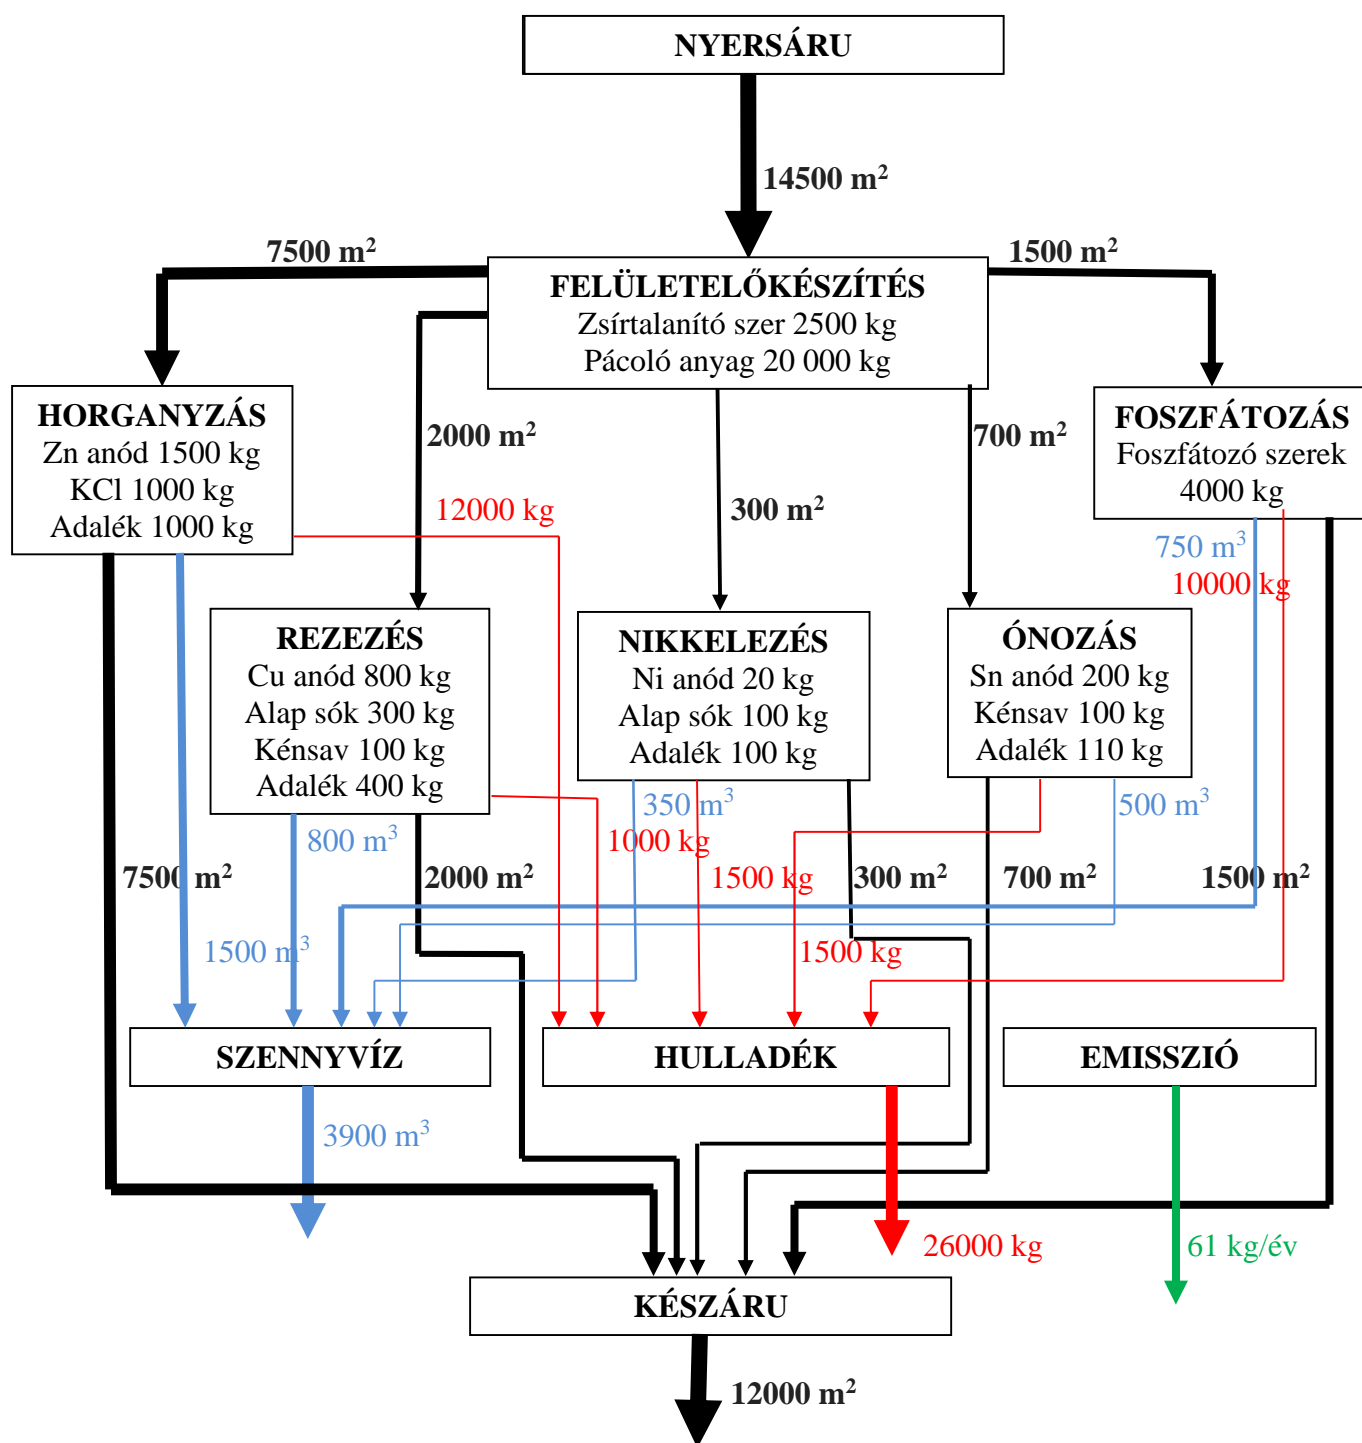 NYERSÁRU
14500 m²
7500 m²
1500 m²
FELÜLETELŐKÉSZÍTÉS
Zsírtalanító szer 2500 kg
Pácoló anyag 20 000 kg
HORGANYZÁS
Zn anód 1500 kg
KCl 1000 kg
Adalék 1000 kg
2000 m²
12000 kg
300 m²
700 m²
FOSZFÁTOZÁS
Foszfátozó szerek
4000 kg
750 m³
10000 kg
REZEZÉS
Cu anód 800 kg
Alap sók 300 kg
Kénsav 100 kg
Adalék 400 kg
NIKKELEZÉS
Ni anód 20 kg
Alap sók 100 kg
Adalék 100 kg
ÓNOZÁS
Sn anód 200 kg
Kénsav 100 kg
Adalék 110 kg
800 m³
350 m³
1000 kg
500 m³
7500 m²
2000 m²
1500 kg
300 m²
700 m²
1500 m²
1500 m³
1500 kg
SZENNYVÍZ
HULLADÉK
EMISSZIÓ
3900 m³
26000 kg
61 kg/év
KÉSZÁRU
12000 m²